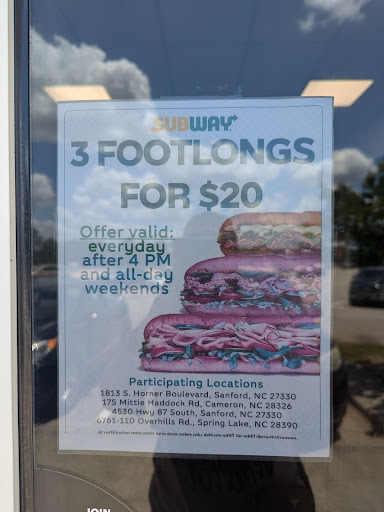 SUBWAY
3 FOOTLONGS
FOR $20
Offer valid:
everyday
after 4 PM
and all-day
weekends
Participating Locations
1813 S. Horner Boulevard, Sanford, NC 27330
175 Mittie Haddock Rd, Cameron, NC 28326
4530 Hwy 87 South, Sanford, NC 27330
6761-110 Overhills Rd., Spring Lake, NC 28390
JOIN